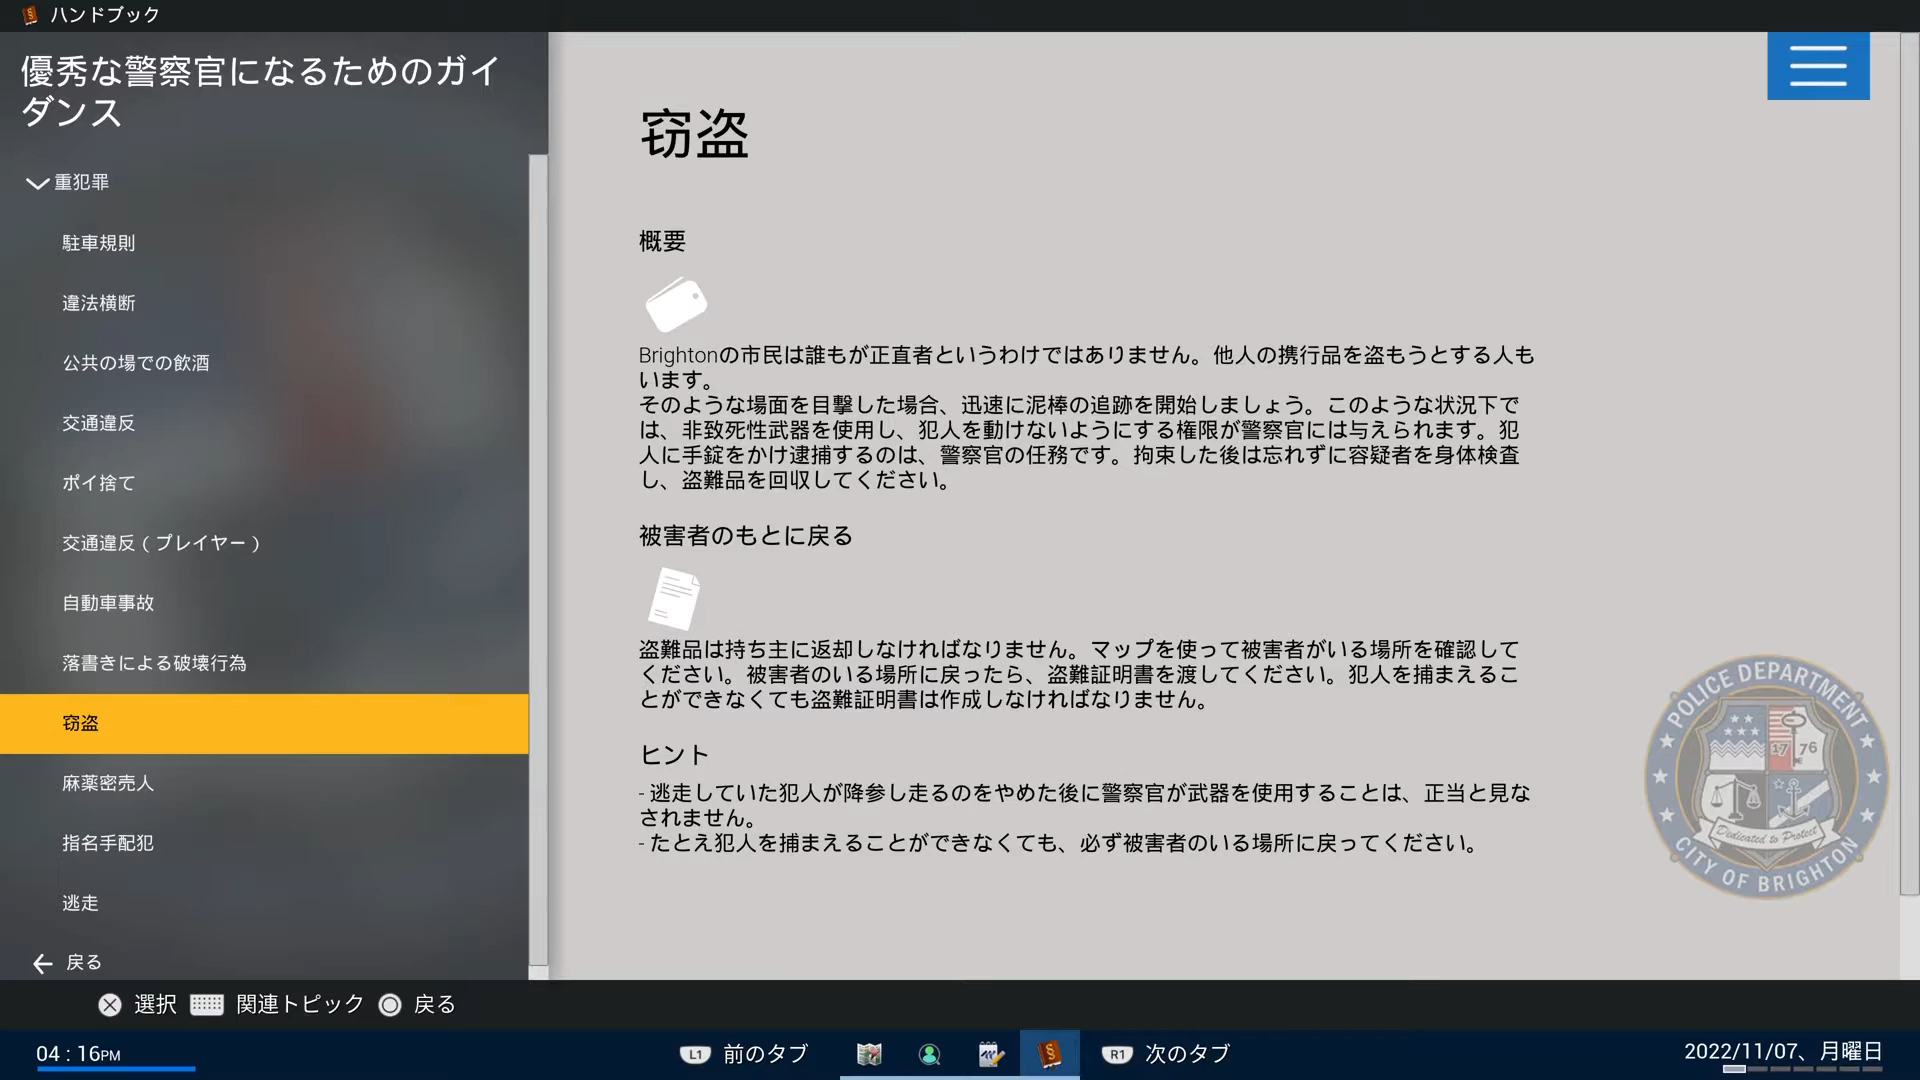 ハンドブック
優秀な警察官になるためのガイ
ダンス
重犯罪
駐車規則
違法横断
公共の場での飲酒
交通違反
ポイ捨て
交通違反(プレイヤー)
自動車事故
落書きによる破壊行為
窃盗
麻薬密売人
指名手配犯
逃走
戻る
窃盗
概要
Brightonの市民は誰もが正直者というわけではありません。他人の携行品を盗もうとする人も
います。
そのような場面を目撃した場合、迅速に泥棒の追跡を開始しましょう。このような状況下で
は、非致死性武器を使用し、犯人を動けないようにする権限が警察官には与えられます。犯
人に手錠をかけ逮捕するのは、警察官の任務です。拘束した後は忘れずに容疑者を身体検査
し、盗難品を回収してください。
被害者のもとに戻る
盗難品は持ち主に返却しなければなりません。マップを使って被害者がいる場所を確認して
ください。被害者のいる場所に戻ったら、盗難証明書を渡してください。犯人を捕まえるこ
とができなくても盗難証明書は作成しなければなりません。
ヒント
- 逃走していた犯人が降参し走るのをやめた後に警察官が武器を使用することは、正当と見な
されません。
- たとえ犯人を捕まえることができなくても、必ず被害者のいる場所に戻ってください。
POLICE DEPARTMENT
17 76
Dedicated to Protect
CITY OF BRIGHTON
選択 関連トピック 戻る
04 : 16PM
L1 前のタブ
R1 次のタブ
2022/11/07、月曜日